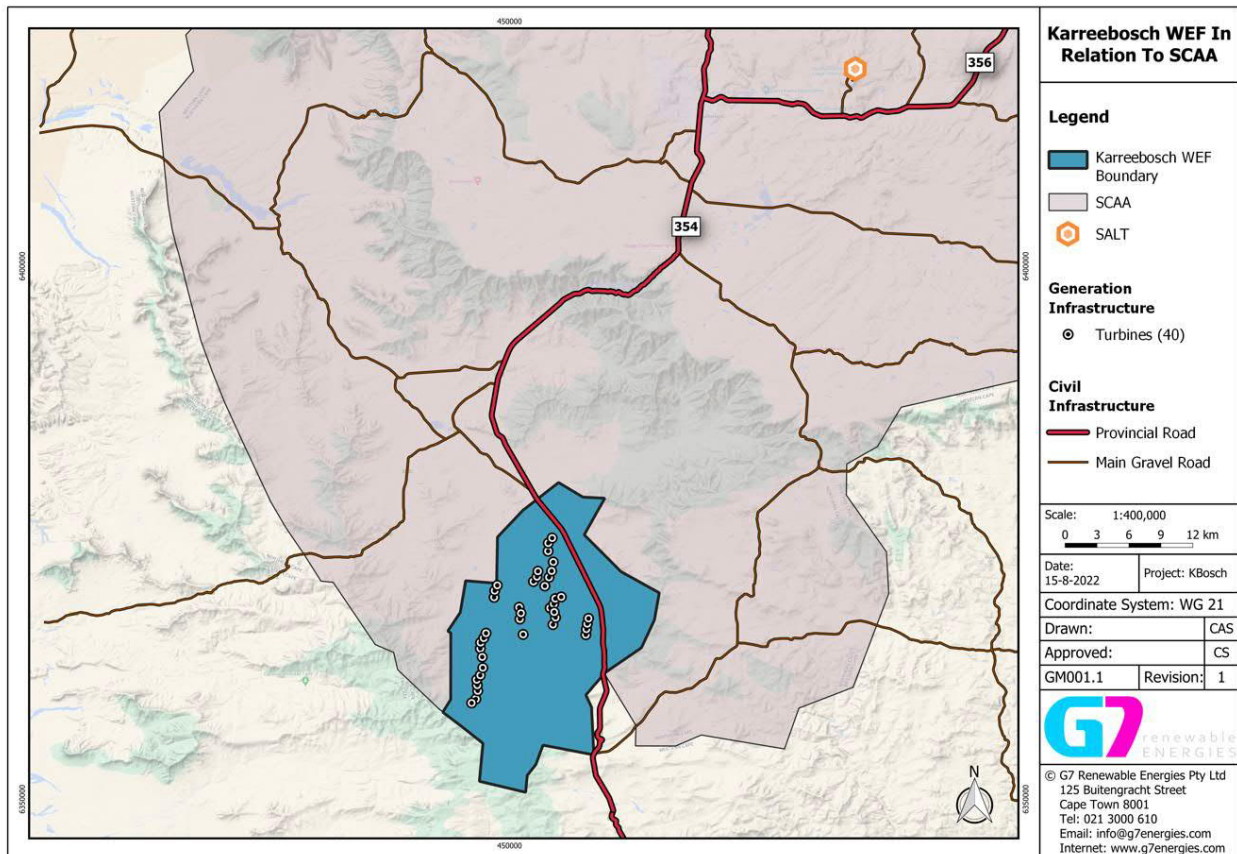 450000
356
354
6400000
6400000
6350000
6350000
450000
N
Karreebosch WEF In
Relation To SCAA
Legend
Karreebosch WEF
Boundary
SCAA
SALT
Generation
Infrastructure
Turbines (40)
Civil
Infrastructure
Provincial Road
Main Gravel Road
Scale: 1:400,000
0 3 6 9 12 km
Date:
15-8-2022
Project: KBosch
Coordinate System: WG 21
Drawn: CAS
Approved: CS
GM001.1 Revision: 1
G7
renewable
ENERGIES
© G7 Renewable Energies Pty Ltd
125 Buitengracht Street
Cape Town 8001
Tel: 021 3000 610
Email: info@g7energies.com
Internet: www.g7energies.com